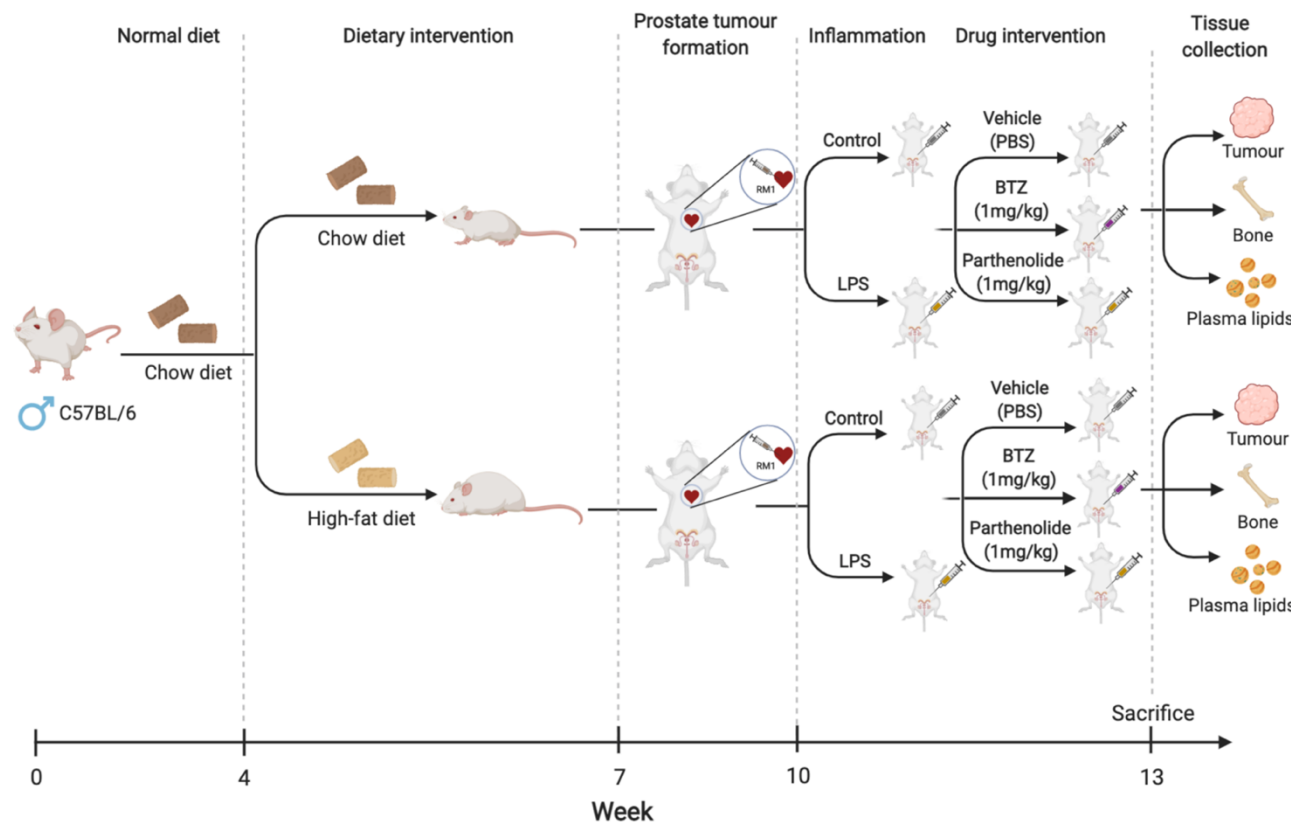 Normal diet
Dietary intervention
Prostate tumour
formation
Inflammation
Drug intervention
Tissue
collection
Chow diet
RM1
Control
LPS
Vehicle
(PBS)
BTZ
(1mg/kg)
Parthenolide
(1mg/kg)
Tumour
Bone
Plasma lipids
C57BL/6
Chow diet
High-fat diet
RM1
Control
LPS
Vehicle
(PBS)
BTZ
(1mg/kg)
Parthenolide
(1mg/kg)
Tumour
Bone
Plasma lipids
Sacrifice
0
4
7
10
13
Week